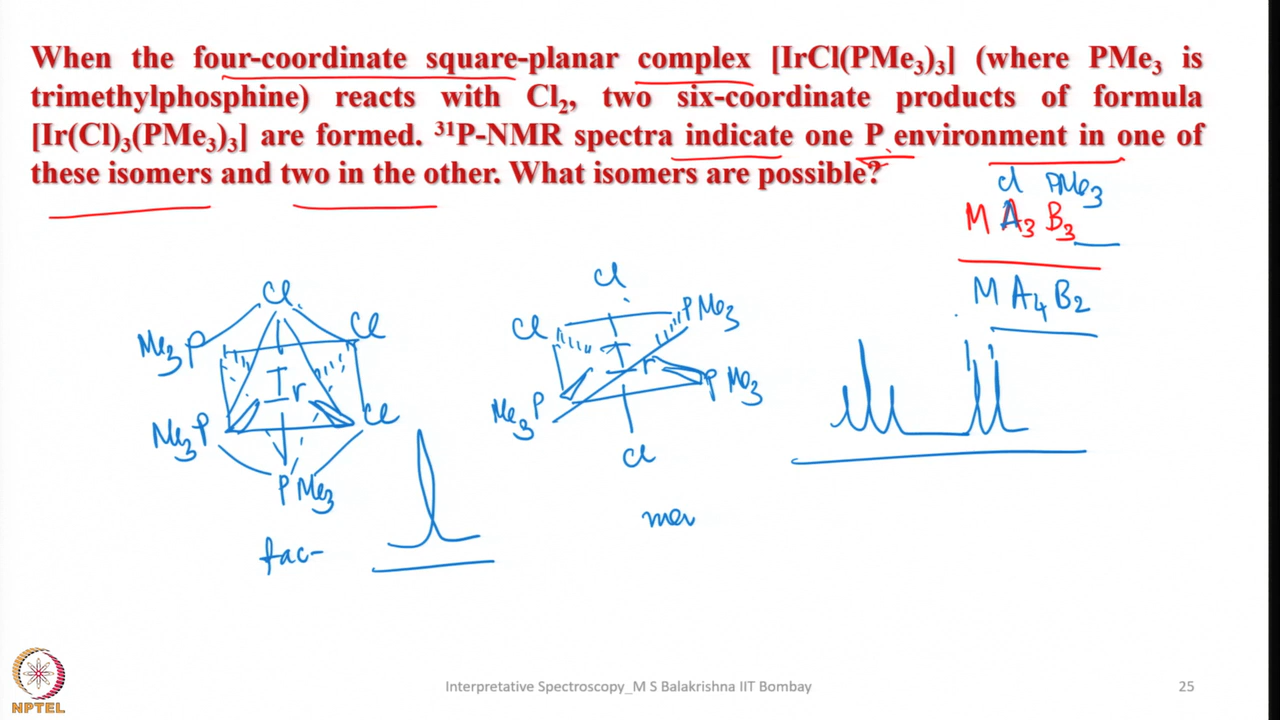 When the four-coordinate square-planar complex [IrCl(PMe₃)₃] (where PMe₃ is
trimethylphosphine) reacts with Cl₂, two six-coordinate products of formula
[Ir(Cl)₃(PMe₃)₃] are formed. ³¹P-NMR spectra indicate one P environment in one of
these isomers and two in the other. What isomers are possible?
Cl PMe₃
M A₃ B₃
M A₄ B₂
Cl
Me₃P Cl
Ir
Me₃P Cl
PMe₃
fac-
Cl
Cl PMe₃
Ir
Me₃P PMe₃
Cl
mer
NPTEL
Interpretative Spectroscopy_M S Balakrishna IIT Bombay
25